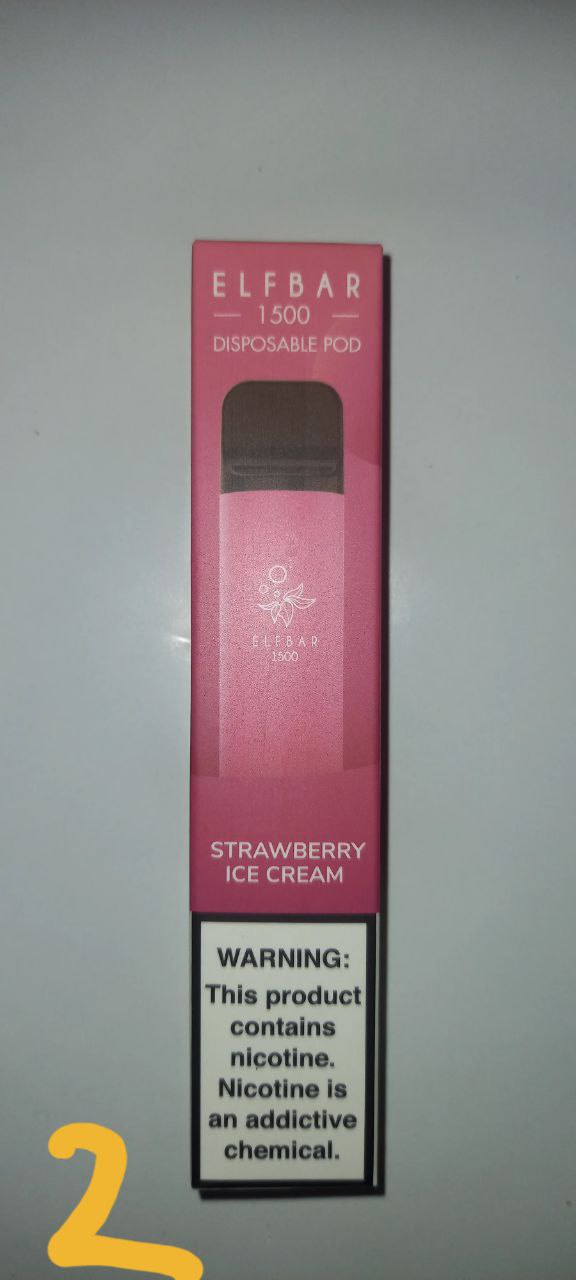 ELFBAR
1500
DISPOSABLE POD
ELFBAR
1500
STRAWBERRY
ICE CREAM
WARNING:
This product
contains
nicotine.
Nicotine is
an addictive
chemical.
2